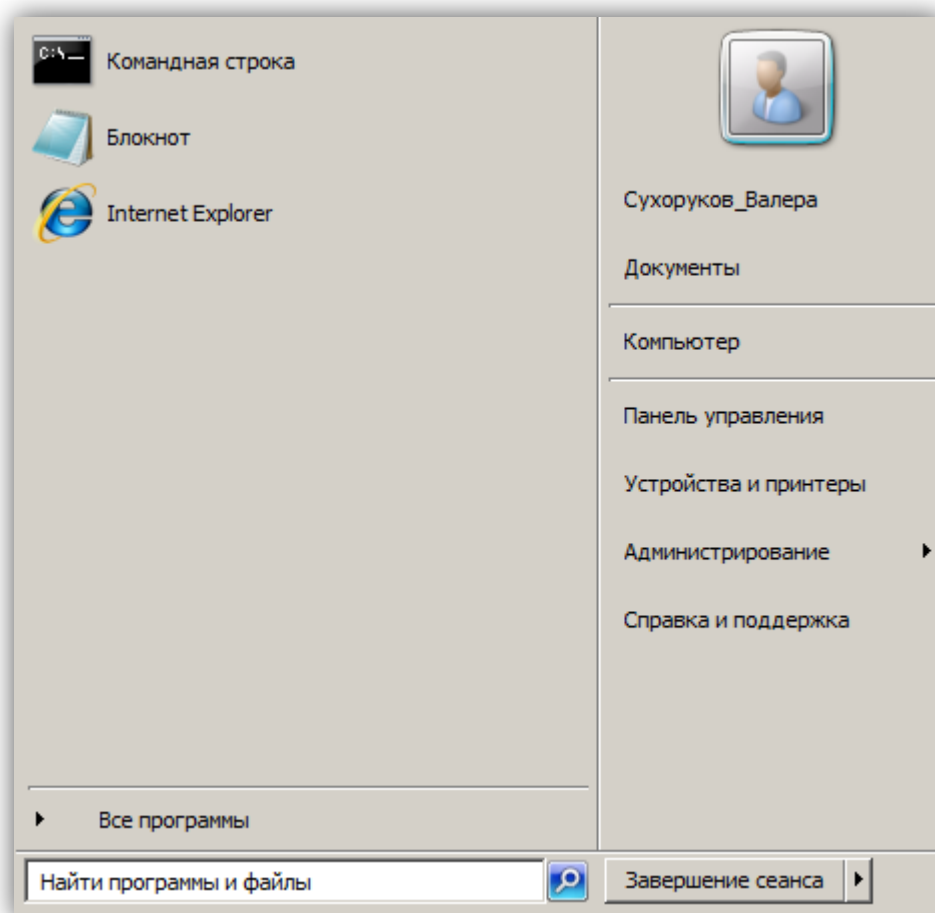 C:\_
Командная строка
Блокнот
Internet Explorer
Все программы
Найти программы и файлы
Сухоруков_Валера
Документы
Компьютер
Панель управления
Устройства и принтеры
Администрирование
Справка и поддержка
Завершение сеанса